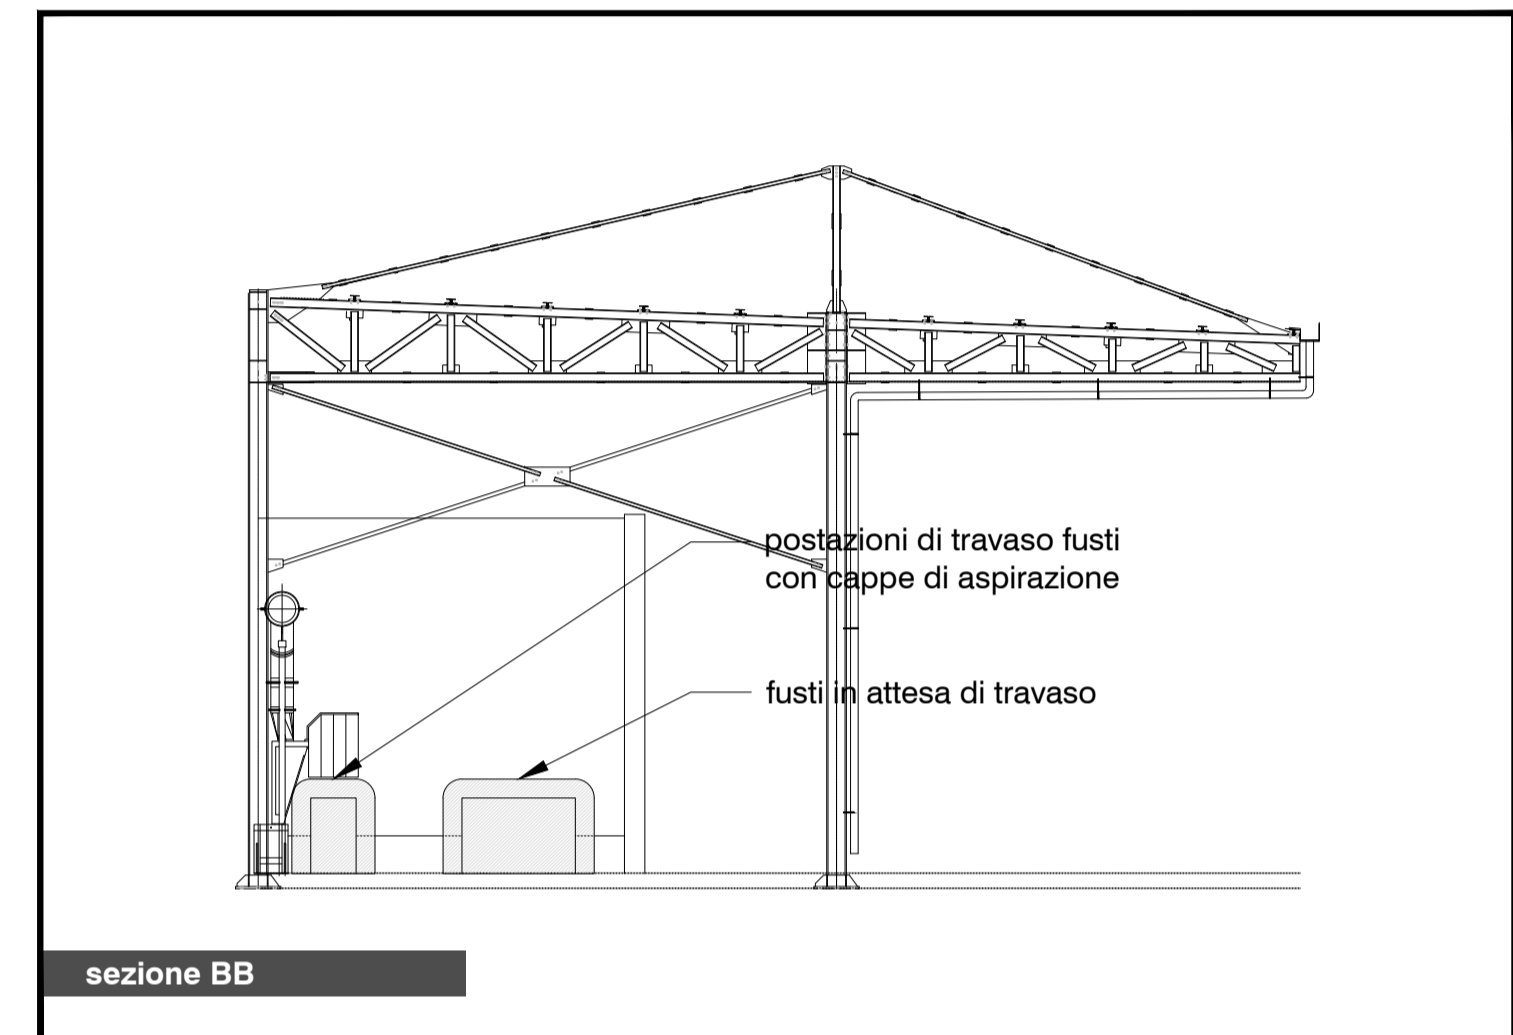 postazioni di travaso fusti
con cappe di aspirazione
fusti in attesa di travaso
sezione BB